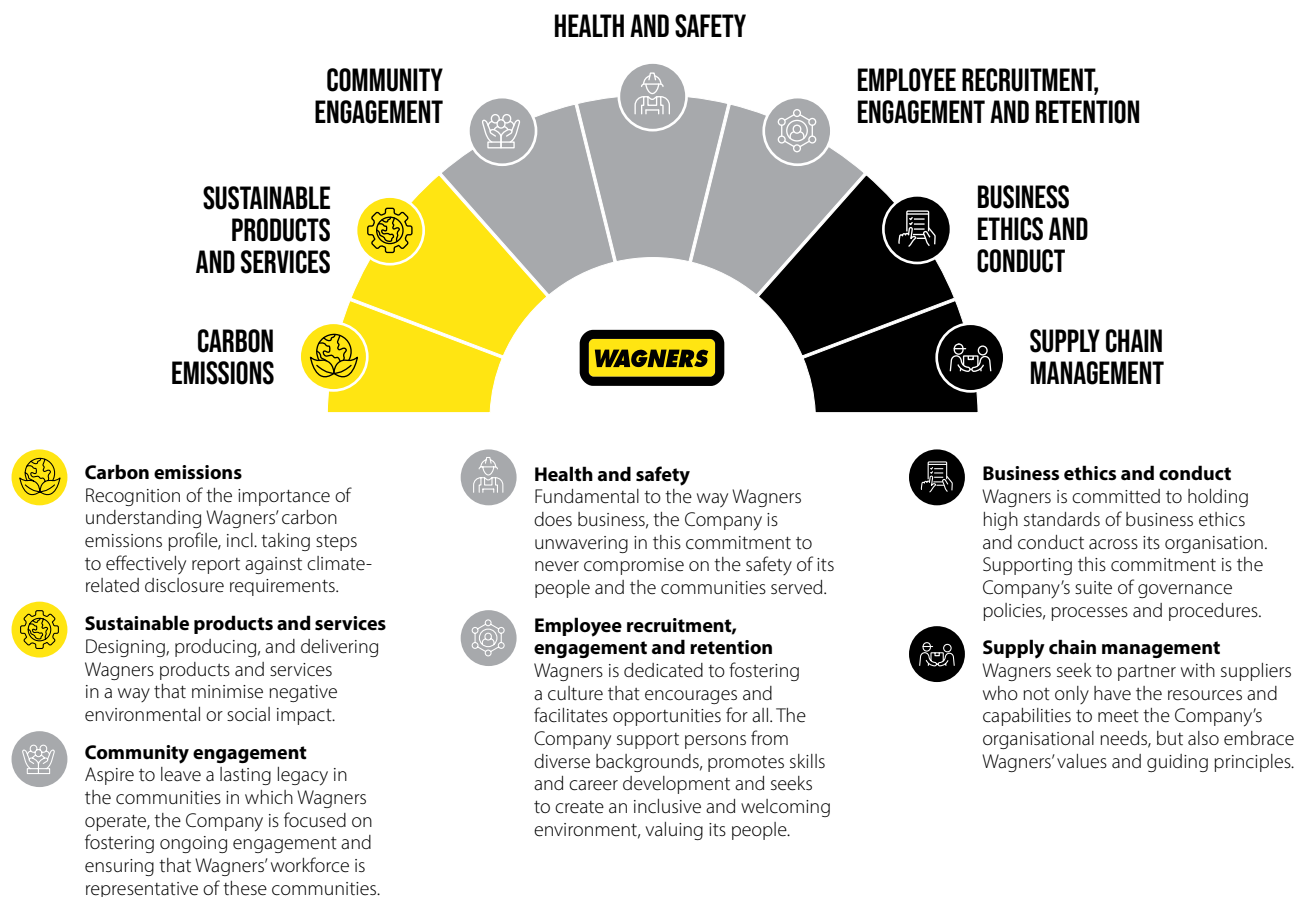 HEALTH AND SAFETY
COMMUNITY
ENGAGEMENT
EMPLOYEE RECRUITMENT,
ENGAGEMENT AND RETENTION
SUSTAINABLE
PRODUCTS
AND SERVICES
BUSINESS
ETHICS AND
CONDUCT
CARBON
EMISSIONS
WAGNERS
SUPPLY CHAIN
MANAGEMENT
Carbon emissions
Recognition of the importance of
understanding Wagners' carbon
emissions profile, incl. taking steps
to effectively report against climate-
related disclosure requirements.
Sustainable products and services
Designing, producing, and delivering
Wagners products and services
in a way that minimise negative
environmental or social impact.
Community engagement
Aspire to leave a lasting legacy in
the communities in which Wagners
operate, the Company is focused on
fostering ongoing engagement and
ensuring that Wagners' workforce is
representative of these communities.
Health and safety
Fundamental to the way Wagners
does business, the Company is
unwavering in this commitment to
never compromise on the safety of its
people and the communities served.
Employee recruitment,
engagement and retention
Wagners is dedicated to fostering
a culture that encourages and
facilitates opportunities for all. The
Company support persons from
diverse backgrounds, promotes skills
and career development and seeks
to create an inclusive and welcoming
environment, valuing its people.
Business ethics and conduct
Wagners is committed to holding
high standards of business ethics
and conduct across its organisation.
Supporting this commitment is the
Company's suite of governance
policies, processes and procedures.
Supply chain management
Wagners seek to partner with suppliers
who not only have the resources and
capabilities to meet the Company's
organisational needs, but also embrace
Wagners' values and guiding principles.